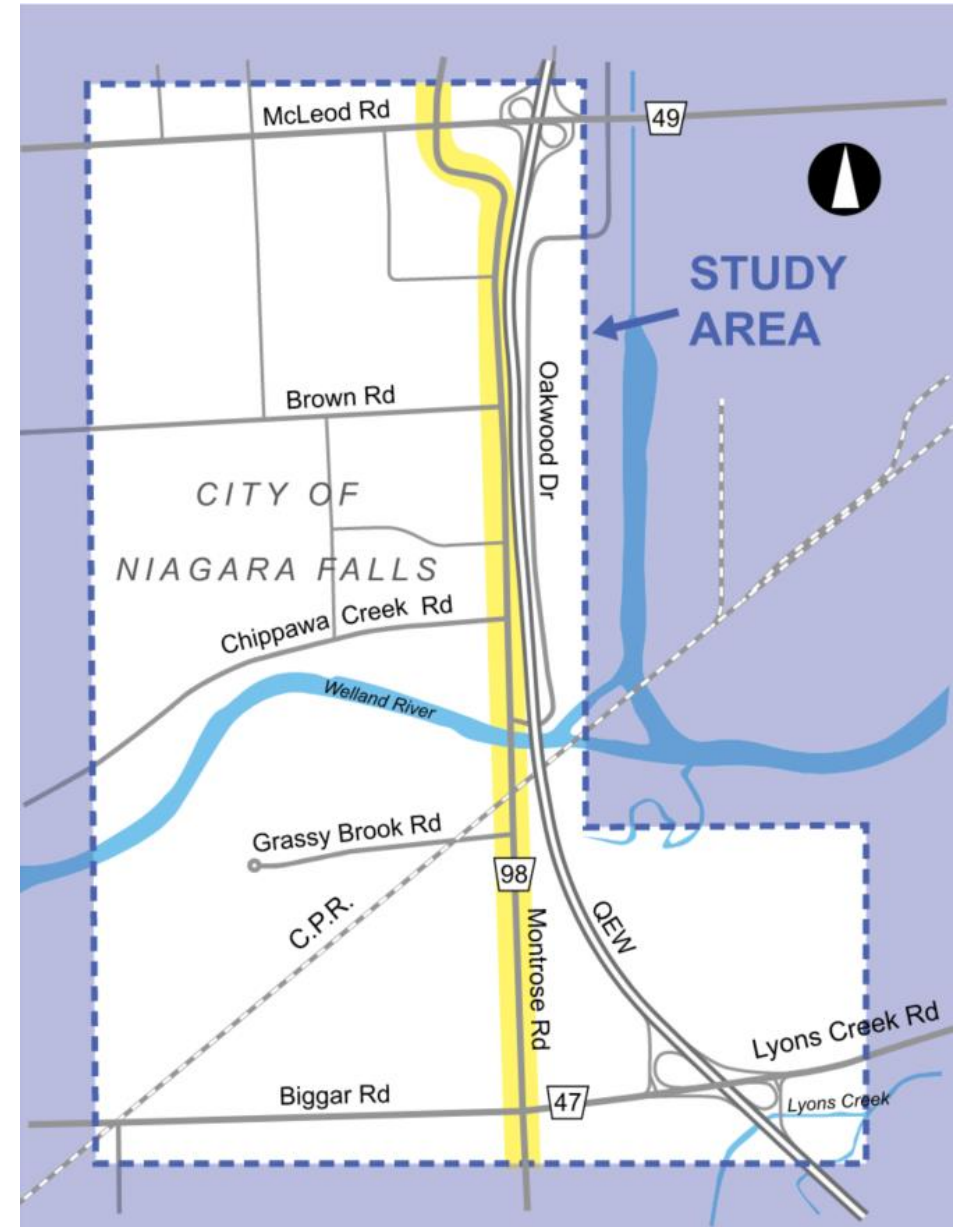 McLeod Rd
49
STUDY
AREA
Oakwood Dr
Brown Rd
CITY OF
NIAGARA FALLS
Chippawa Creek Rd
Welland River
Grassy Brook Rd
98
C.P.R.
QEW
Montrose Rd
Lyons Creek Rd
Biggar Rd
47
Lyons Creek